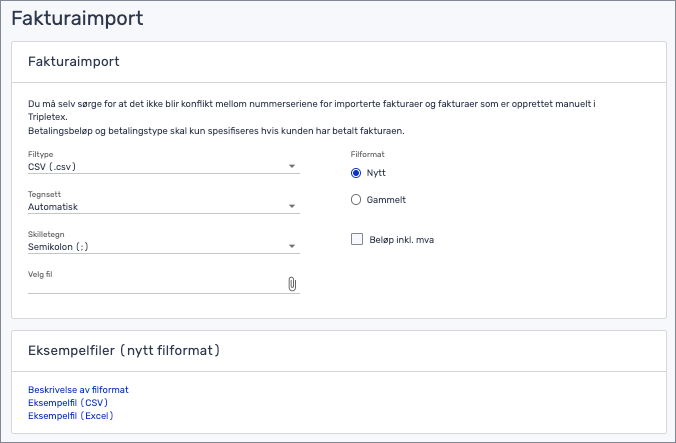 Fakturaimport
Fakturaimport
Du må selv sørge for at det ikke blir konflikt mellom nummerseriene for importerte fakturaer og fakturaer som er opprettet manuelt i
Tripletex.
Betalingsbeløp og betalingstype skal kun spesifiseres hvis kunden har betalt fakturaen.
Filtype
CSV (.csv)
Filformat
Nytt
Tegnsett
Automatisk
Gammelt
Skilletegn
Semikolon (;)
Beløp inkl. mva
Velg fil
Eksempelfiler (nytt filformat)
Beskrivelse av filformat
Eksempelfil (CSV)
Eksempelfil (Excel)